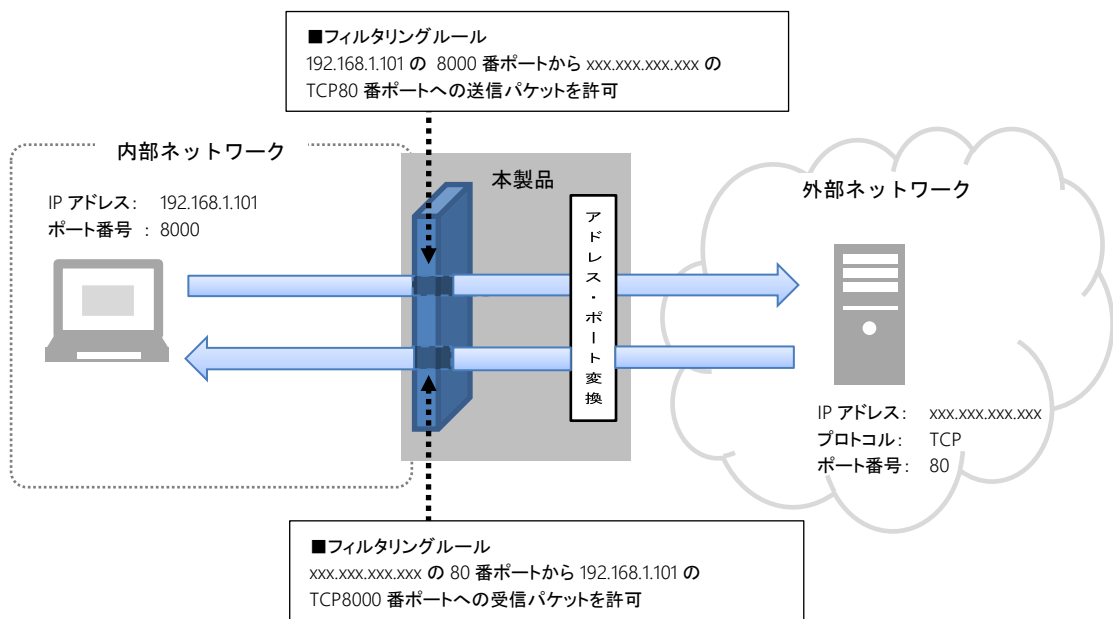 ■フィルタリングルール
192.168.1.101 の 8000 番ポートから xxx.xxx.xxx.xxx の
TCP80 番ポートへの送信パケットを許可
内部ネットワーク
IP アドレス： 192.168.1.101
ポート番号 ： 8000
本製品
アドレス・ポート変換
外部ネットワーク
IP アドレス： xxx.xxx.xxx.xxx
プロトコル： TCP
ポート番号： 80
■フィルタリングルール
xxx.xxx.xxx.xxx の 80 番ポートから 192.168.1.101 の
TCP8000 番ポートへの受信パケットを許可